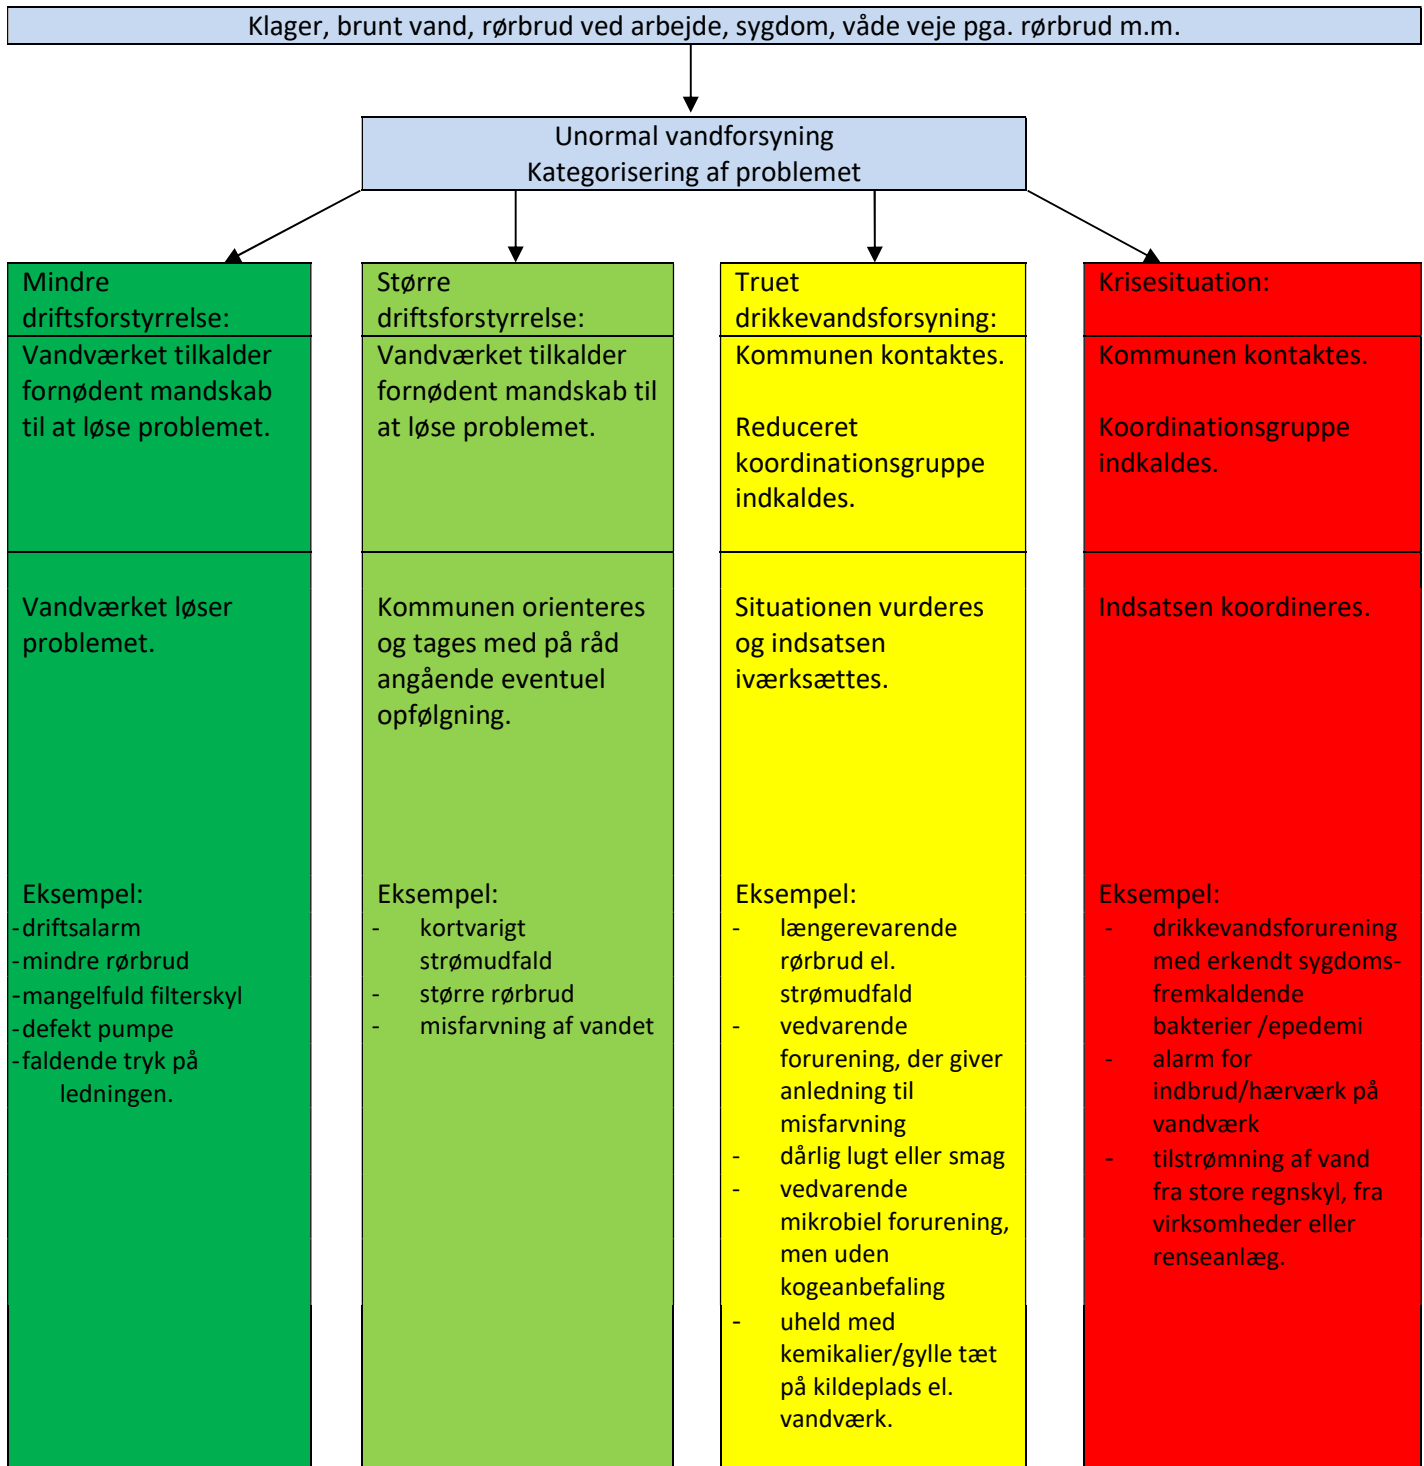 Klager, brunt vand, rørbrud ved arbejde, sygdom, våde veje pga. rørbrud m.m.
Unormal vandforsyning
Kategorisering af problemet
Mindre
driftsforstyrrelse:
Vandværket tilkalder
fornødent mandskab
til at løse problemet.
Vandværket løser
problemet.
Eksempel:
-driftsalarm
-mindre rørbrud
-mangelfuld filterskyl
-defekt pumpe
-faldende tryk på
ledningen.
Større
driftsforstyrrelse:
Vandværket tilkalder
fornødent mandskab til
at løse problemet.
Kommunen orienteres
og tages med på råd
angående eventuel
opfølgning.
Eksempel:
- kortvarigt
strømudfald
- større rørbrud
- misfarvning af vandet
Truet
drikkevandsforsyning:
Kommunen kontaktes.
Reduceret
koordinationsgruppe
indkaldes.
Situationen vurderes
og indsatsen
iværksættes.
Eksempel:
- længerevarende
rørbrud el.
strømudfald
- vedvarende
forurening, der giver
anledning til
misfarvning
- dårlig lugt eller smag
- vedvarende
mikrobiel forurening,
men uden
kogeanbefaling
- uheld med
kemikalier/gylle tæt
på kildeplads el.
vandværk.
Krisesituation:
Kommunen kontaktes.
Koordinationsgruppe
indkaldes.
Indsatsen koordineres.
Eksempel:
- drikkevandsforurening
med erkendt sygdoms-
fremkaldende
bakterier /epedemi
- alarm for
indbrud/hærværk på
vandværk
- tilstrømning af vand
fra store regnskyl, fra
virksomheder eller
renseanlæg.